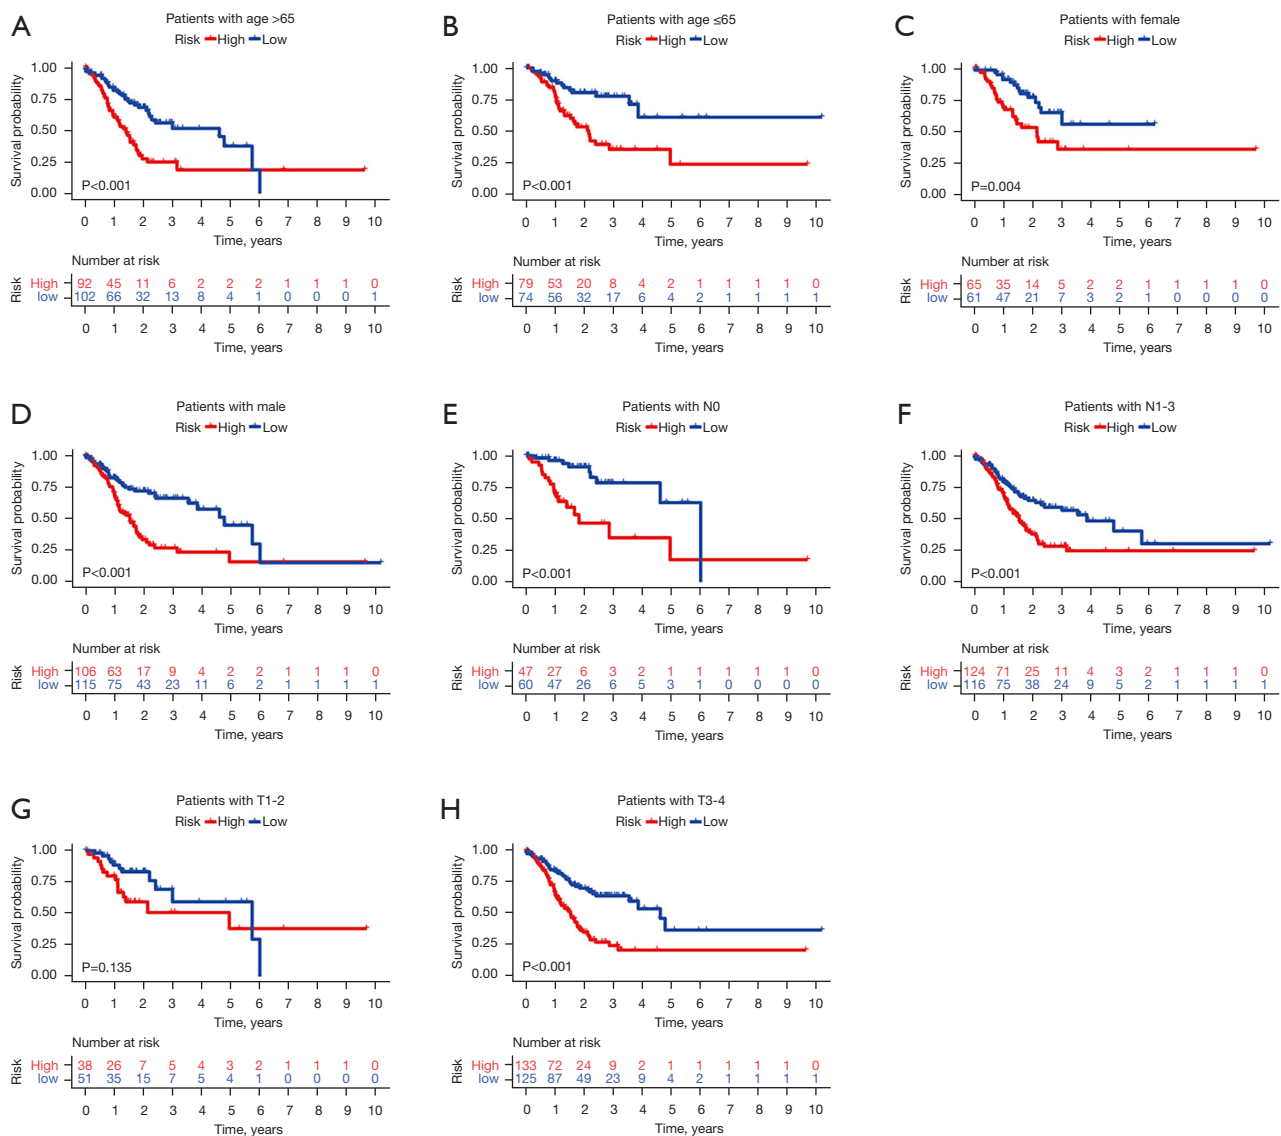 A
Patients with age >65
Risk High Low
Survival probability
1.00
0.75
0.50
0.25
0.00
P<0.001
0 1 2 3 4 5 6 7 8 9 10
Time, years
Number at risk
Risk
High 92 45 11 6 2 2 2 1 1 1 0
low 102 66 32 13 8 4 1 0 0 0 1
0 1 2 3 4 5 6 7 8 9 10
Time, years
B
Patients with age ≤65
Risk High Low
Survival probability
1.00
0.75
0.50
0.25
0.00
P<0.001
0 1 2 3 4 5 6 7 8 9 10
Time, years
Number at risk
Risk
High 79 53 20 8 4 2 1 1 1 1 0
low 74 56 32 17 6 4 2 1 1 1 1
0 1 2 3 4 5 6 7 8 9 10
Time, years
C
Patients with female
Risk High Low
Survival probability
1.00
0.75
0.50
0.25
0.00
P=0.004
0 1 2 3 4 5 6 7 8 9 10
Time, years
Number at risk
Risk
High 65 35 14 5 2 2 1 1 1 1 0
low 61 47 21 7 3 2 1 0 0 0 0
0 1 2 3 4 5 6 7 8 9 10
Time, years
D
Patients with male
Risk High Low
Survival probability
1.00
0.75
0.50
0.25
0.00
P<0.001
0 1 2 3 4 5 6 7 8 9 10
Time, years
Number at risk
Risk
High 106 63 17 9 4 2 2 1 1 1 0
low 115 75 43 23 11 6 2 1 1 1 1
0 1 2 3 4 5 6 7 8 9 10
Time, years
E
Patients with N0
Risk High Low
Survival probability
1.00
0.75
0.50
0.25
0.00
P<0.001
0 1 2 3 4 5 6 7 8 9 10
Time, years
Number at risk
Risk
High 47 27 6 3 2 1 1 1 1 1 0
low 60 47 26 6 5 3 1 0 0 0 0
0 1 2 3 4 5 6 7 8 9 10
Time, years
F
Patients with N1-3
Risk High Low
Survival probability
1.00
0.75
0.50
0.25
0.00
P<0.001
0 1 2 3 4 5 6 7 8 9 10
Time, years
Number at risk
Risk
High 124 71 25 11 4 3 2 1 1 1 0
low 116 75 38 24 9 5 2 1 1 1 1
0 1 2 3 4 5 6 7 8 9 10
Time, years
G
Patients with T1-2
Risk High Low
Survival probability
1.00
0.75
0.50
0.25
0.00
P=0.135
0 1 2 3 4 5 6 7 8 9 10
Time, years
Number at risk
Risk
High 38 26 7 5 4 3 2 1 1 1 0
low 51 35 15 7 5 4 1 0 0 0 0
0 1 2 3 4 5 6 7 8 9 10
Time, years
H
Patients with T3-4
Risk High Low
Survival probability
1.00
0.75
0.50
0.25
0.00
P<0.001
0 1 2 3 4 5 6 7 8 9 10
Time, years
Number at risk
Risk
High 133 72 24 9 2 1 1 1 1 1 0
low 125 87 49 23 9 4 2 1 1 1 1
0 1 2 3 4 5 6 7 8 9 10
Time, years